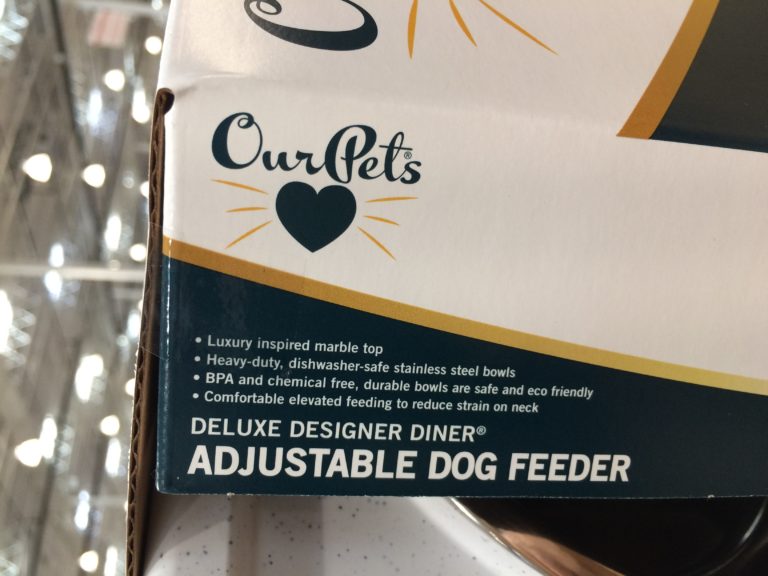 OurPets®
• Luxury inspired marble top
• Heavy-duty, dishwasher-safe stainless steel bowls
• BPA and chemical free, durable bowls are safe and eco friendly
• Comfortable elevated feeding to reduce strain on neck
DELUXE DESIGNER DINER®
ADJUSTABLE DOG FEEDER